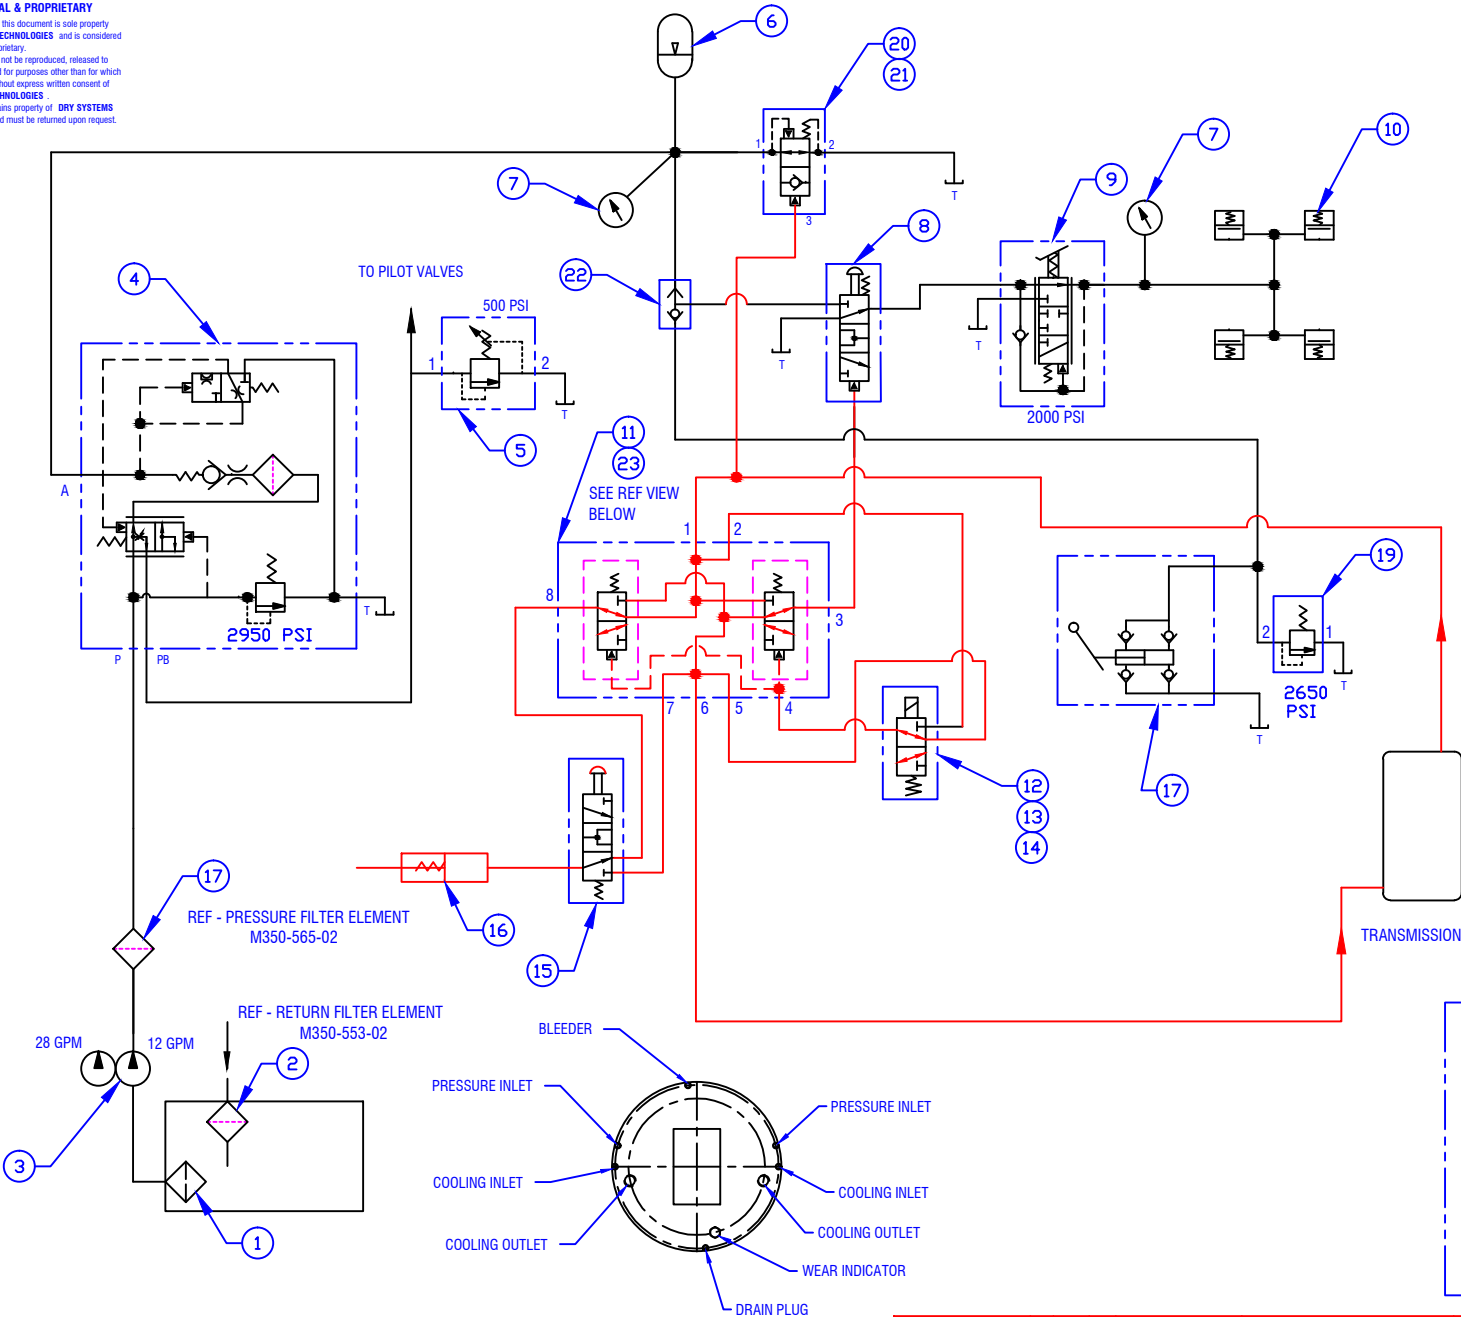 AL & PROPRIETARY
this document is sole property
ECHNOLOGIES and is considered
prietary.
not be reproduced, released to
d for purposes other than for which
hout express written consent of
HNOLOGIES .
ins property of DRY SYSTEMS
d must be returned upon request.
6
20
21
1
2
3
T
7
7
10
9
8
4
TO PILOT VALVES
22
500 PSI
1
2
T
5
T
T
2000 PSI
11
23
SEE REF VIEW
BELOW
A
1
2
8
3
2950 PSI
T
P
PB
7
6
5
4
19
2
1
2650
PSI
T
T
17
12
13
14
15
16
17
REF - PRESSURE FILTER ELEMENT
M350-565-02
TRANSMISSION
REF - RETURN FILTER ELEMENT
M350-553-02
28 GPM
12 GPM
2
3
1
BLEEDER
PRESSURE INLET
PRESSURE INLET
COOLING INLET
COOLING INLET
COOLING OUTLET
COOLING OUTLET
WEAR INDICATOR
DRAIN PLUG